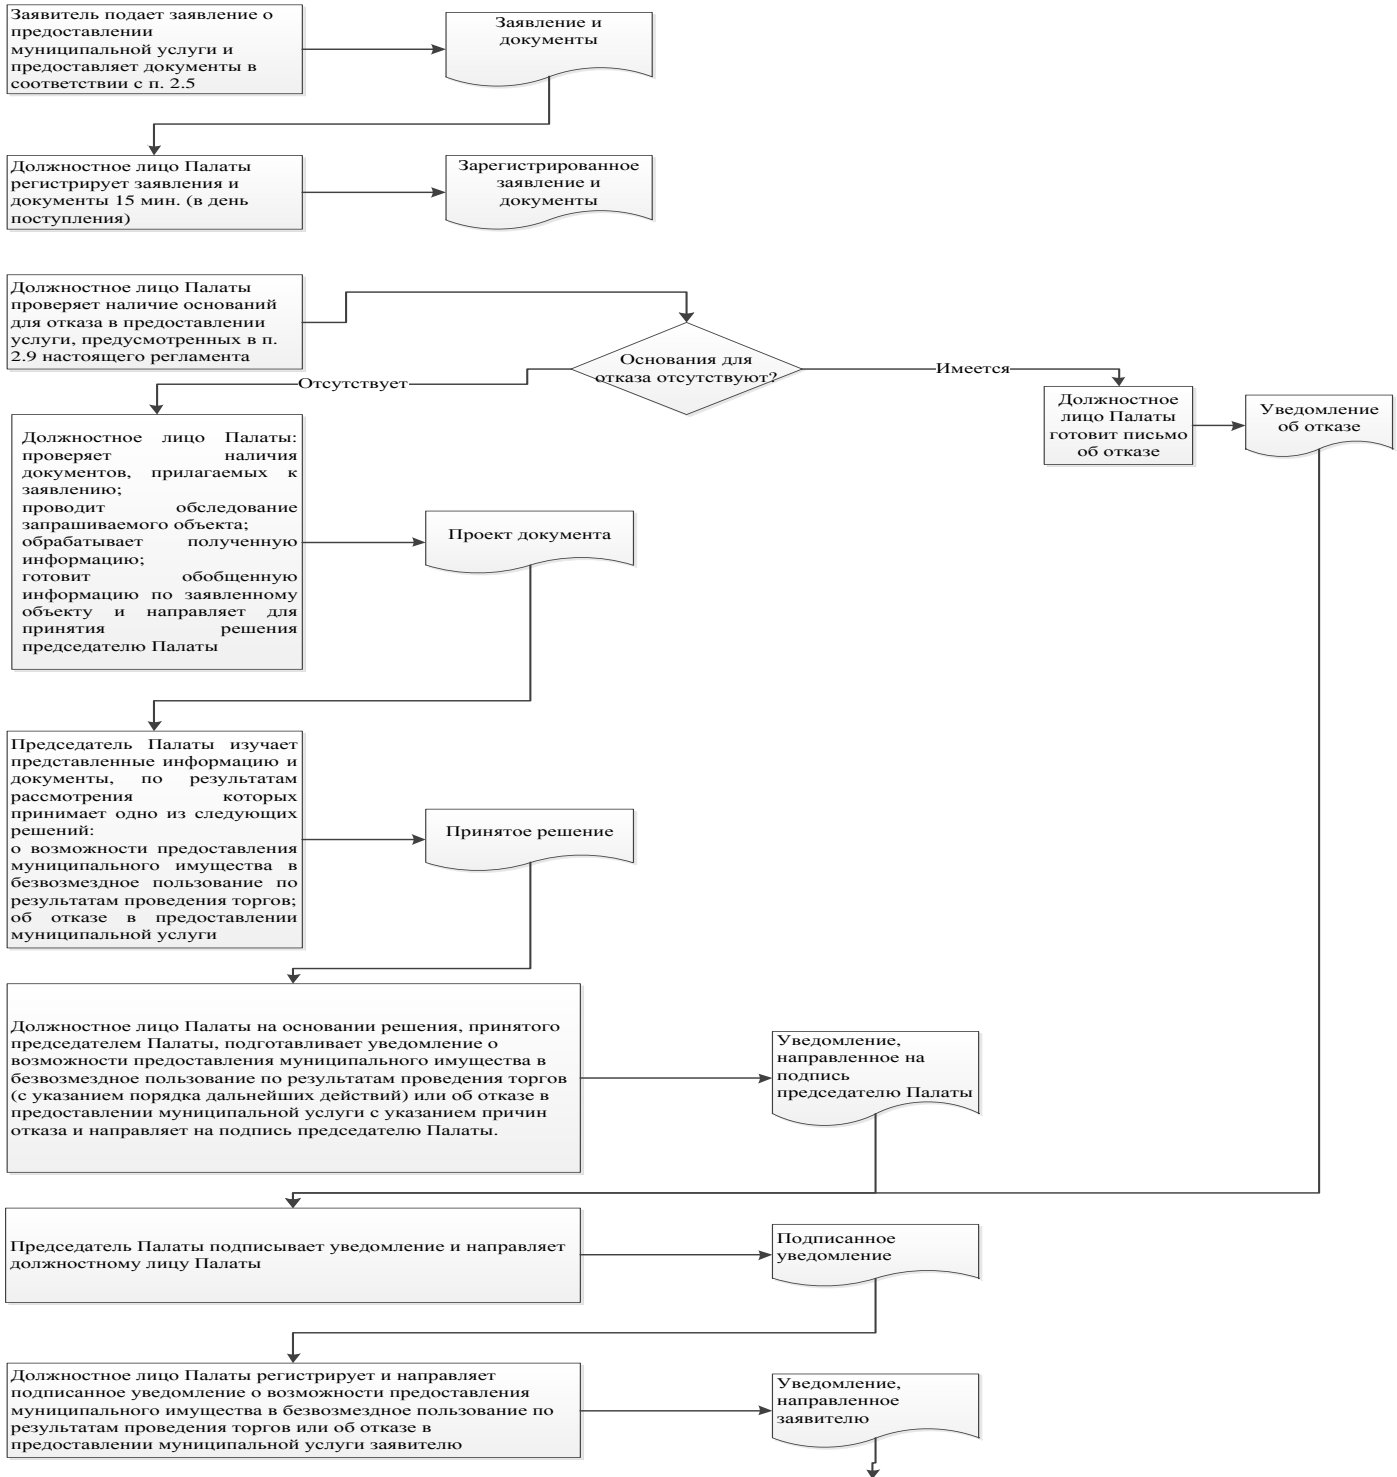 Заявитель подает заявление о
предоставлении
муниципальной услуги и
предоставляет документы в
соответствии с п. 2.5
Заявление и
документы
Должностное лицо Палаты
регистрирует заявления и
документы 15 мин. (в день
поступления)
Зарегистрированное
заявление и
документы
Должностное лицо Палаты
проверяет наличие оснований
для отказа в предоставлении
услуги, предусмотренных в п.
2.9 настоящего регламента
Основания для
отказа отсутствуют?
Отсутствует
Имеется
Должностное
лицо Палаты
готовит письмо
об отказе
Уведомление
об отказе
Должностное лицо Палаты:
проверяет наличия
документов, прилагаемых к
заявлению;
проводит обследование
запрашиваемого объекта;
обрабатывает полученную
информацию;
готовит обобщенную
информацию по заявленному
объекту и направляет для
принятия решения
председателю Палаты
Проект документа
Председатель Палаты изучает
представленные информацию и
документы, по результатам
рассмотрения которых
принимает одно из следующих
решений:
о возможности предоставления
муниципального имущества в
безвозмездное пользование по
результатам проведения торгов;
об отказе в предоставлении
муниципальной услуги
Принятое решение
Должностное лицо Палаты на основании решения, принятого
председателем Палаты, подготавливает уведомление о
возможности предоставления муниципального имущества в
безвозмездное пользование по результатам проведения торгов
(с указанием порядка дальнейших действий) или об отказе в
предоставлении муниципальной услуги с указанием причин
отказа и направляет на подпись председателю Палаты.
Уведомление,
направленное на
подпись
председателю Палаты
Председатель Палаты подписывает уведомление и направляет
должностному лицу Палаты
Подписанное
уведомление
Должностное лицо Палаты регистрирует и направляет
подписанное уведомление о возможности предоставления
муниципального имущества в безвозмездное пользование по
результатам проведения торгов или об отказе в
предоставлении муниципальной услуги заявителю
Уведомление,
направленное
заявителю